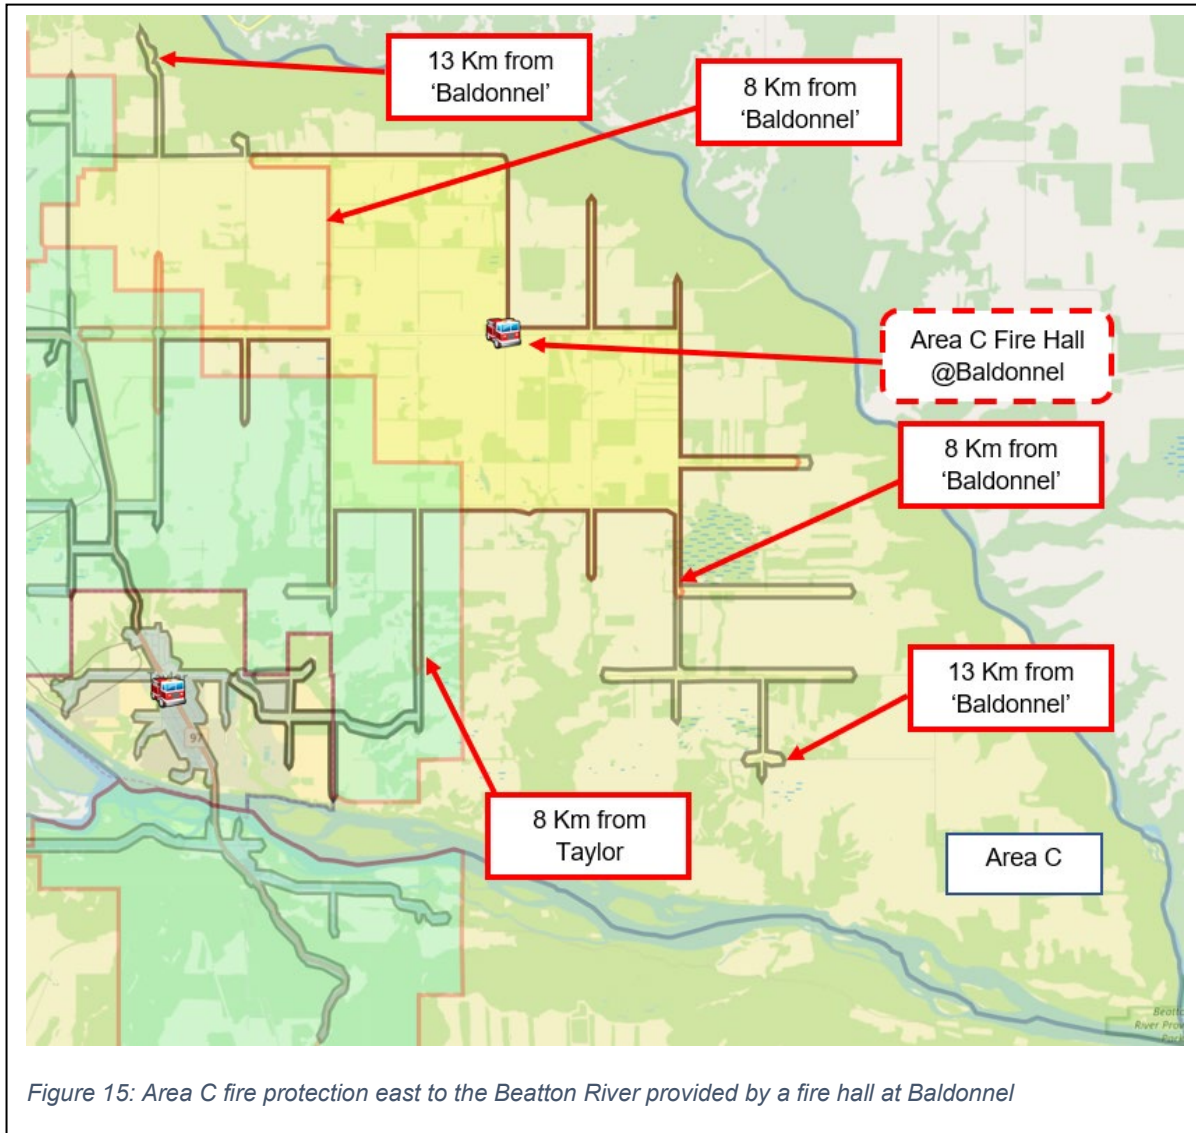 13 Km from
‘Baldonnel’
8 Km from
‘Baldonnel’
Area C Fire Hall
@Baldonnel
8 Km from
‘Baldonnel’
13 Km from
‘Baldonnel’
8 Km from
Taylor
97
Area C
River
Figure 15: Area C fire protection east to the Beatton River provided by a fire hall at Baldonnel